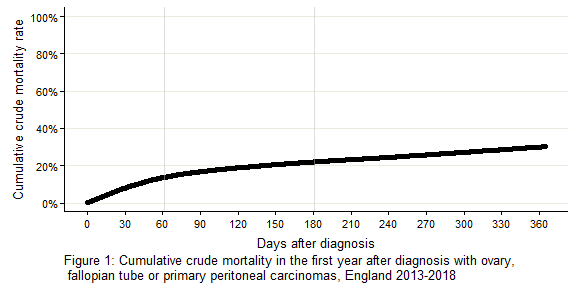 100%
80%
60%
40%
20%
0%
Cumulative crude mortality rate
0 30 60 90 120 150 180 210 240 270 300 330 360
Days after diagnosis
Figure 1: Cumulative crude mortality in the first year after diagnosis with ovary,
fallopian tube or primary peritoneal carcinomas, England 2013-2018